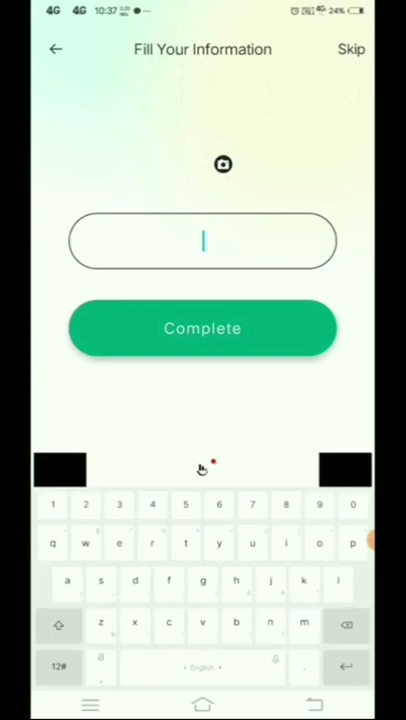 4G 4G 10:37 24%
Fill Your Information
Skip
Complete
1 2 3 4 5 6 7 8 9 0
q w e r t y u i o p
a s d f g h j k l
z x c v b n m
12# , English .